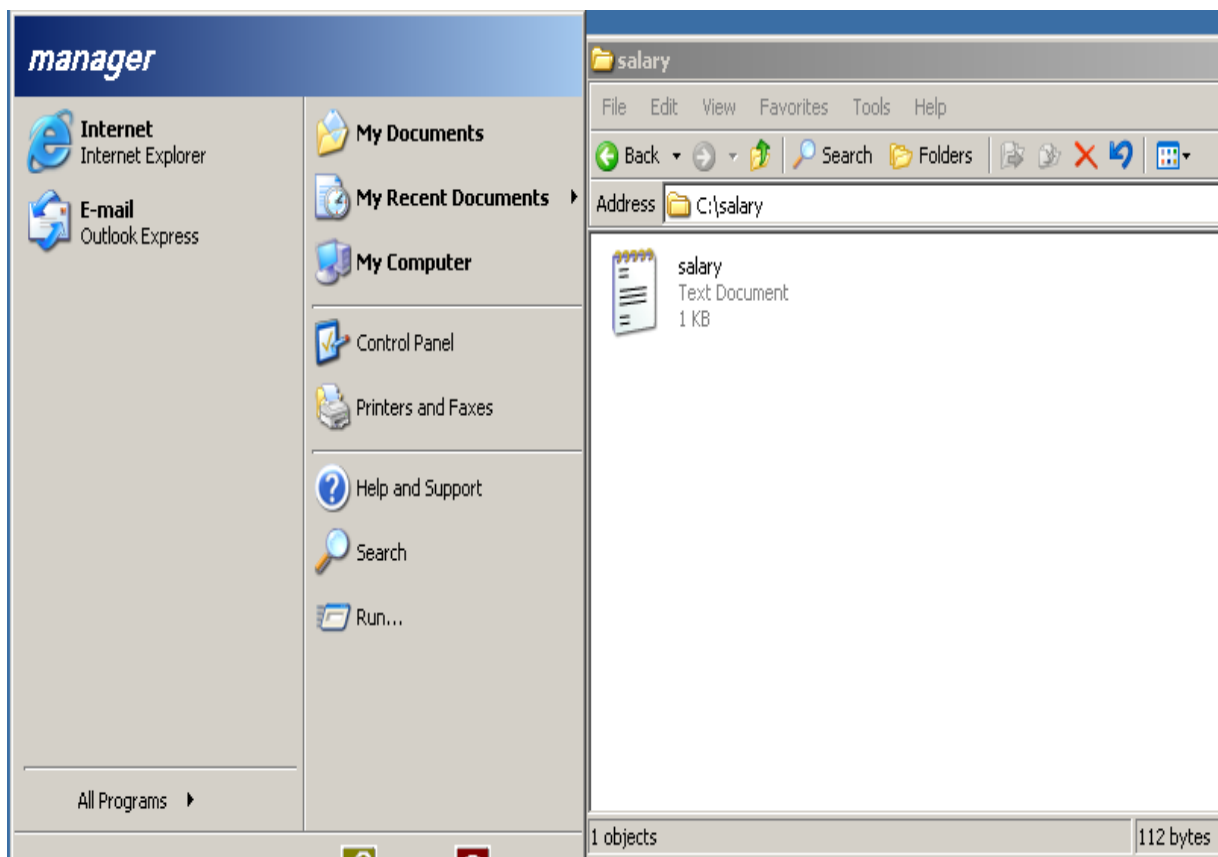 manager
Internet
Internet Explorer
E-mail
Outlook Express
All Programs
My Documents
My Recent Documents
My Computer
Control Panel
Printers and Faxes
Help and Support
Search
Run...
salary
File Edit View Favorites Tools Help
Back Search Folders
Address C:\salary
salary
Text Document
1 KB
1 objects 112 bytes